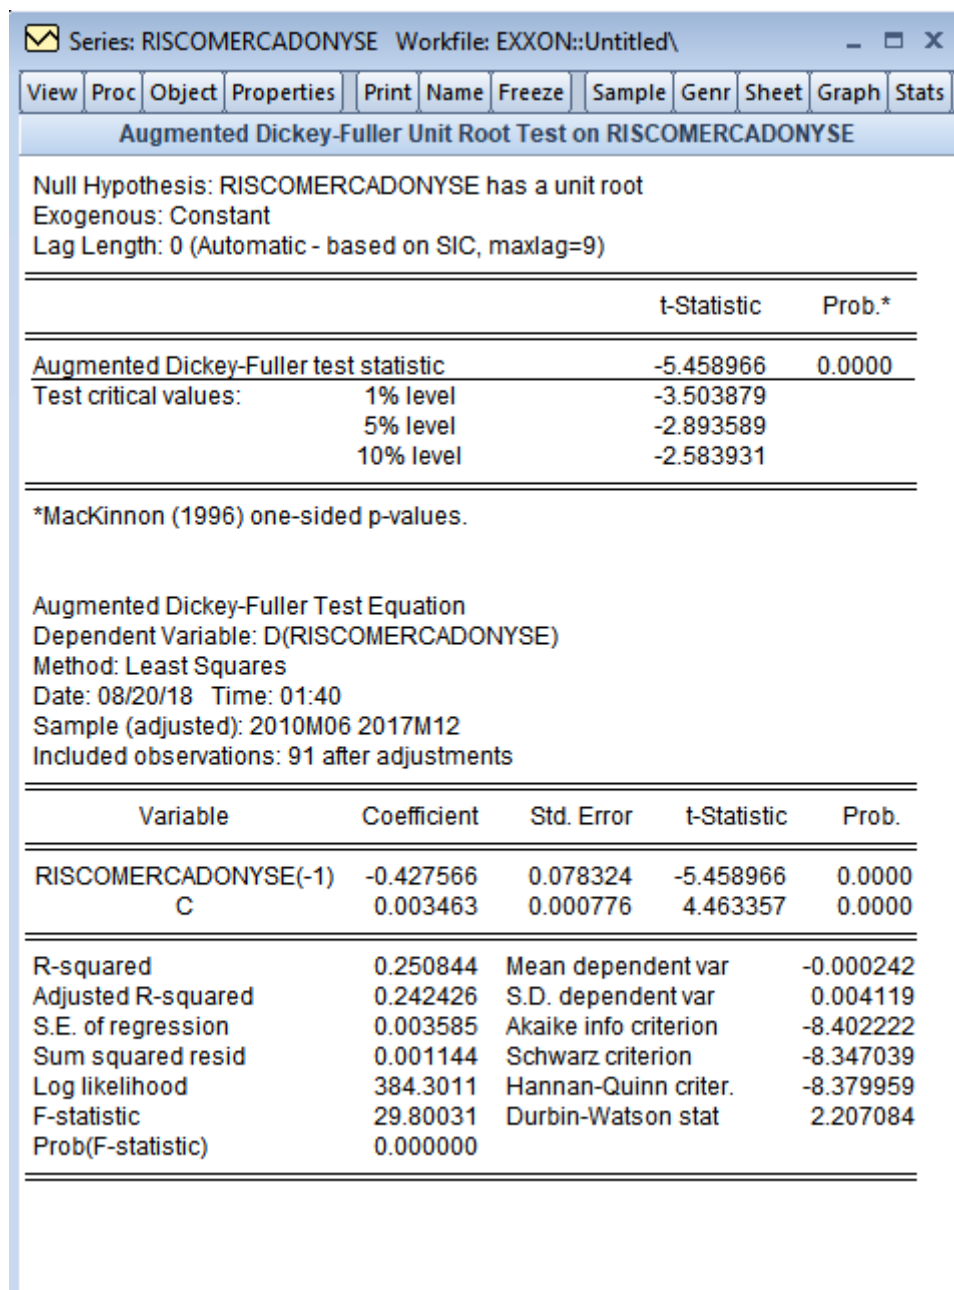 Series: RISCOMERCADONYSE Workfile: EXXON::Untitled\
View Proc Object Properties Print Name Freeze Sample Genr Sheet Graph Stats
Augmented Dickey-Fuller Unit Root Test on RISCOMERCADONYSE
Null Hypothesis: RISCOMERCADONYSE has a unit root
Exogenous: Constant
Lag Length: 0 (Automatic - based on SIC, maxlag=9)
t-Statistic Prob.*
Augmented Dickey-Fuller test statistic -5.458966 0.0000
Test critical values: 1% level -3.503879
5% level -2.893589
10% level -2.583931
*MacKinnon (1996) one-sided p-values.
Augmented Dickey-Fuller Test Equation
Dependent Variable: D(RISCOMERCADONYSE)
Method: Least Squares
Date: 08/20/18 Time: 01:40
Sample (adjusted): 2010M06 2017M12
Included observations: 91 after adjustments
Variable Coefficient Std. Error t-Statistic Prob.
RISCOMERCADONYSE(-1) -0.427566 0.078324 -5.458966 0.0000
C 0.003463 0.000776 4.463357 0.0000
R-squared 0.250844 Mean dependent var -0.000242
Adjusted R-squared 0.242426 S.D. dependent var 0.004119
S.E. of regression 0.003585 Akaike info criterion -8.402222
Sum squared resid 0.001144 Schwarz criterion -8.347039
Log likelihood 384.3011 Hannan-Quinn criter. -8.379959
F-statistic 29.80031 Durbin-Watson stat 2.207084
Prob(F-statistic) 0.000000